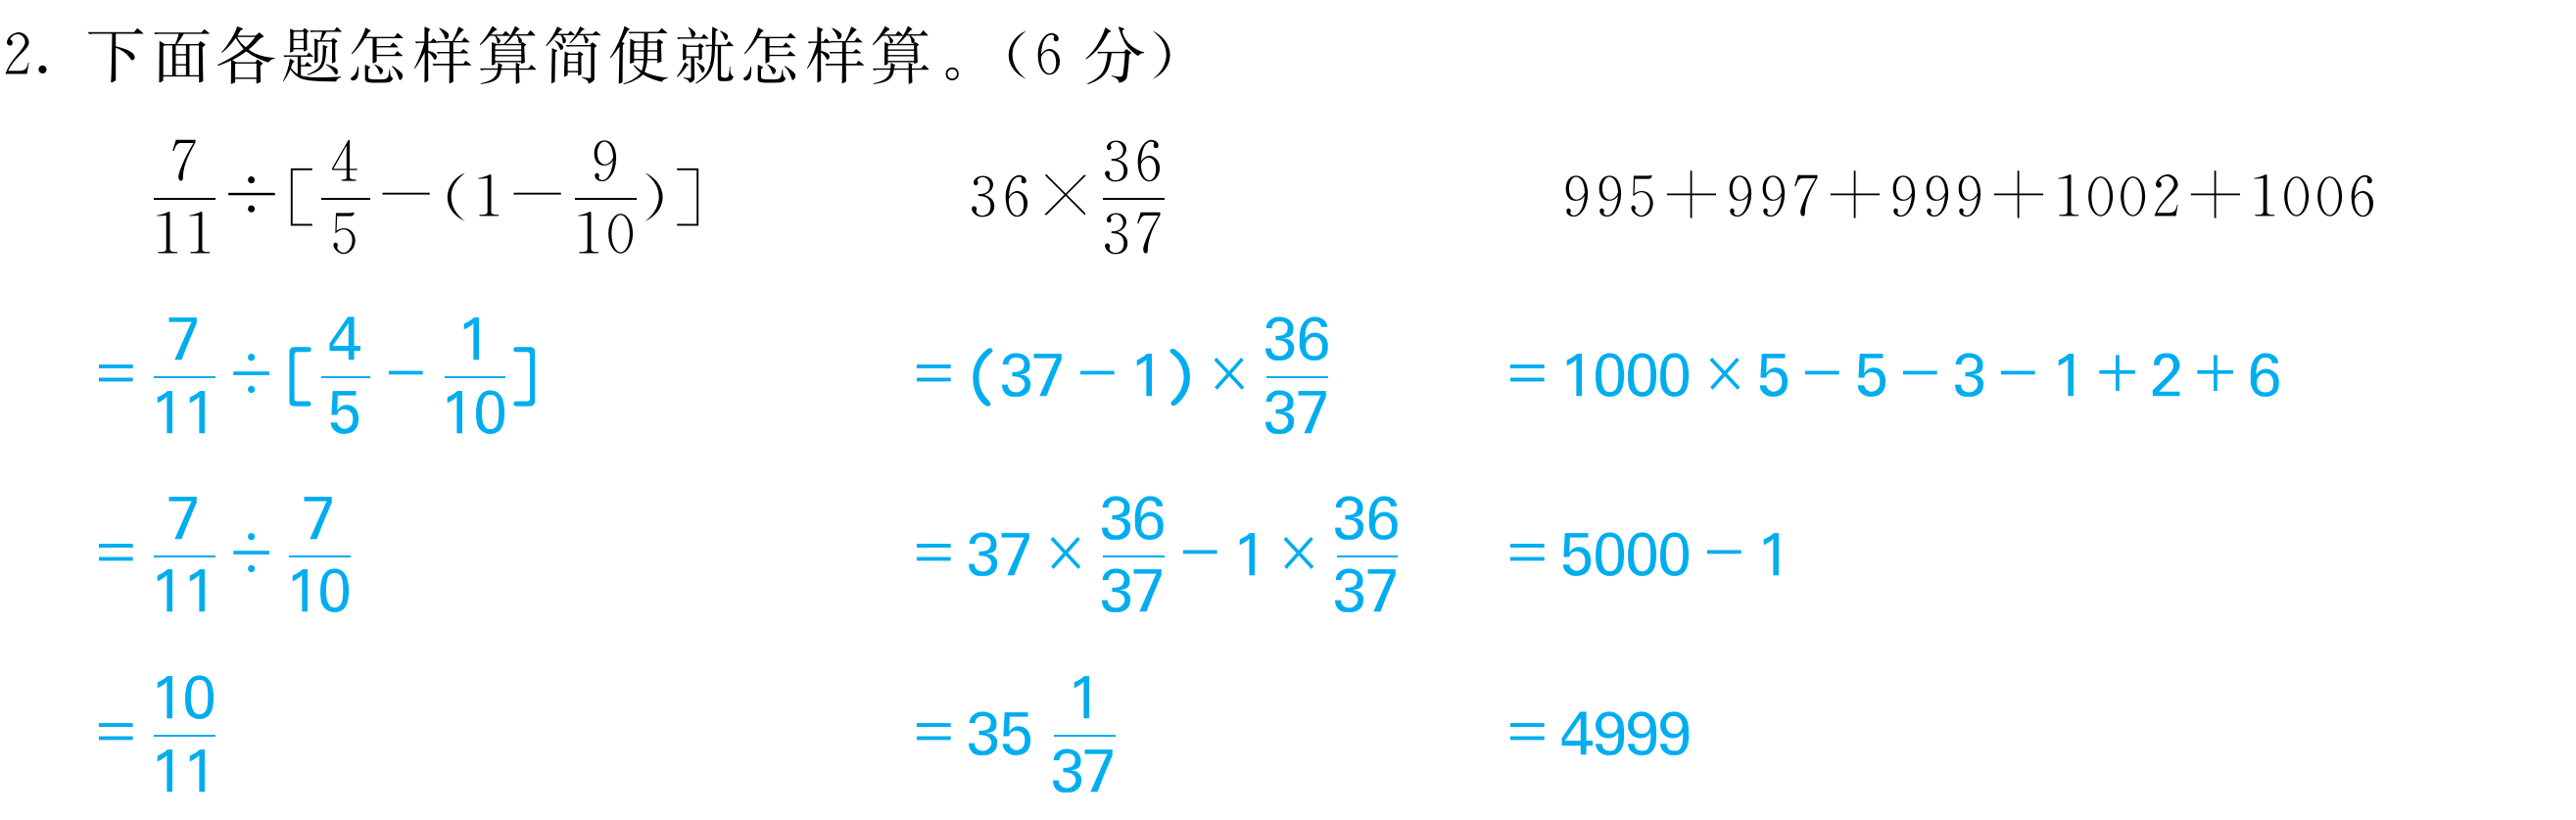 2. 下面各题怎样算简便就怎样算。(6 分)
7/11÷[4/5-(1-9/10)] 36×36/37 995+997+999+1002+1006
=7/11÷[4/5-1/10] =(37-1)×36/37 =1000×5-5-3-1+2+6
=7/11÷7/10 =37×36/37-1×36/37 =5000-1
=10/11 =35 1/37 =4999